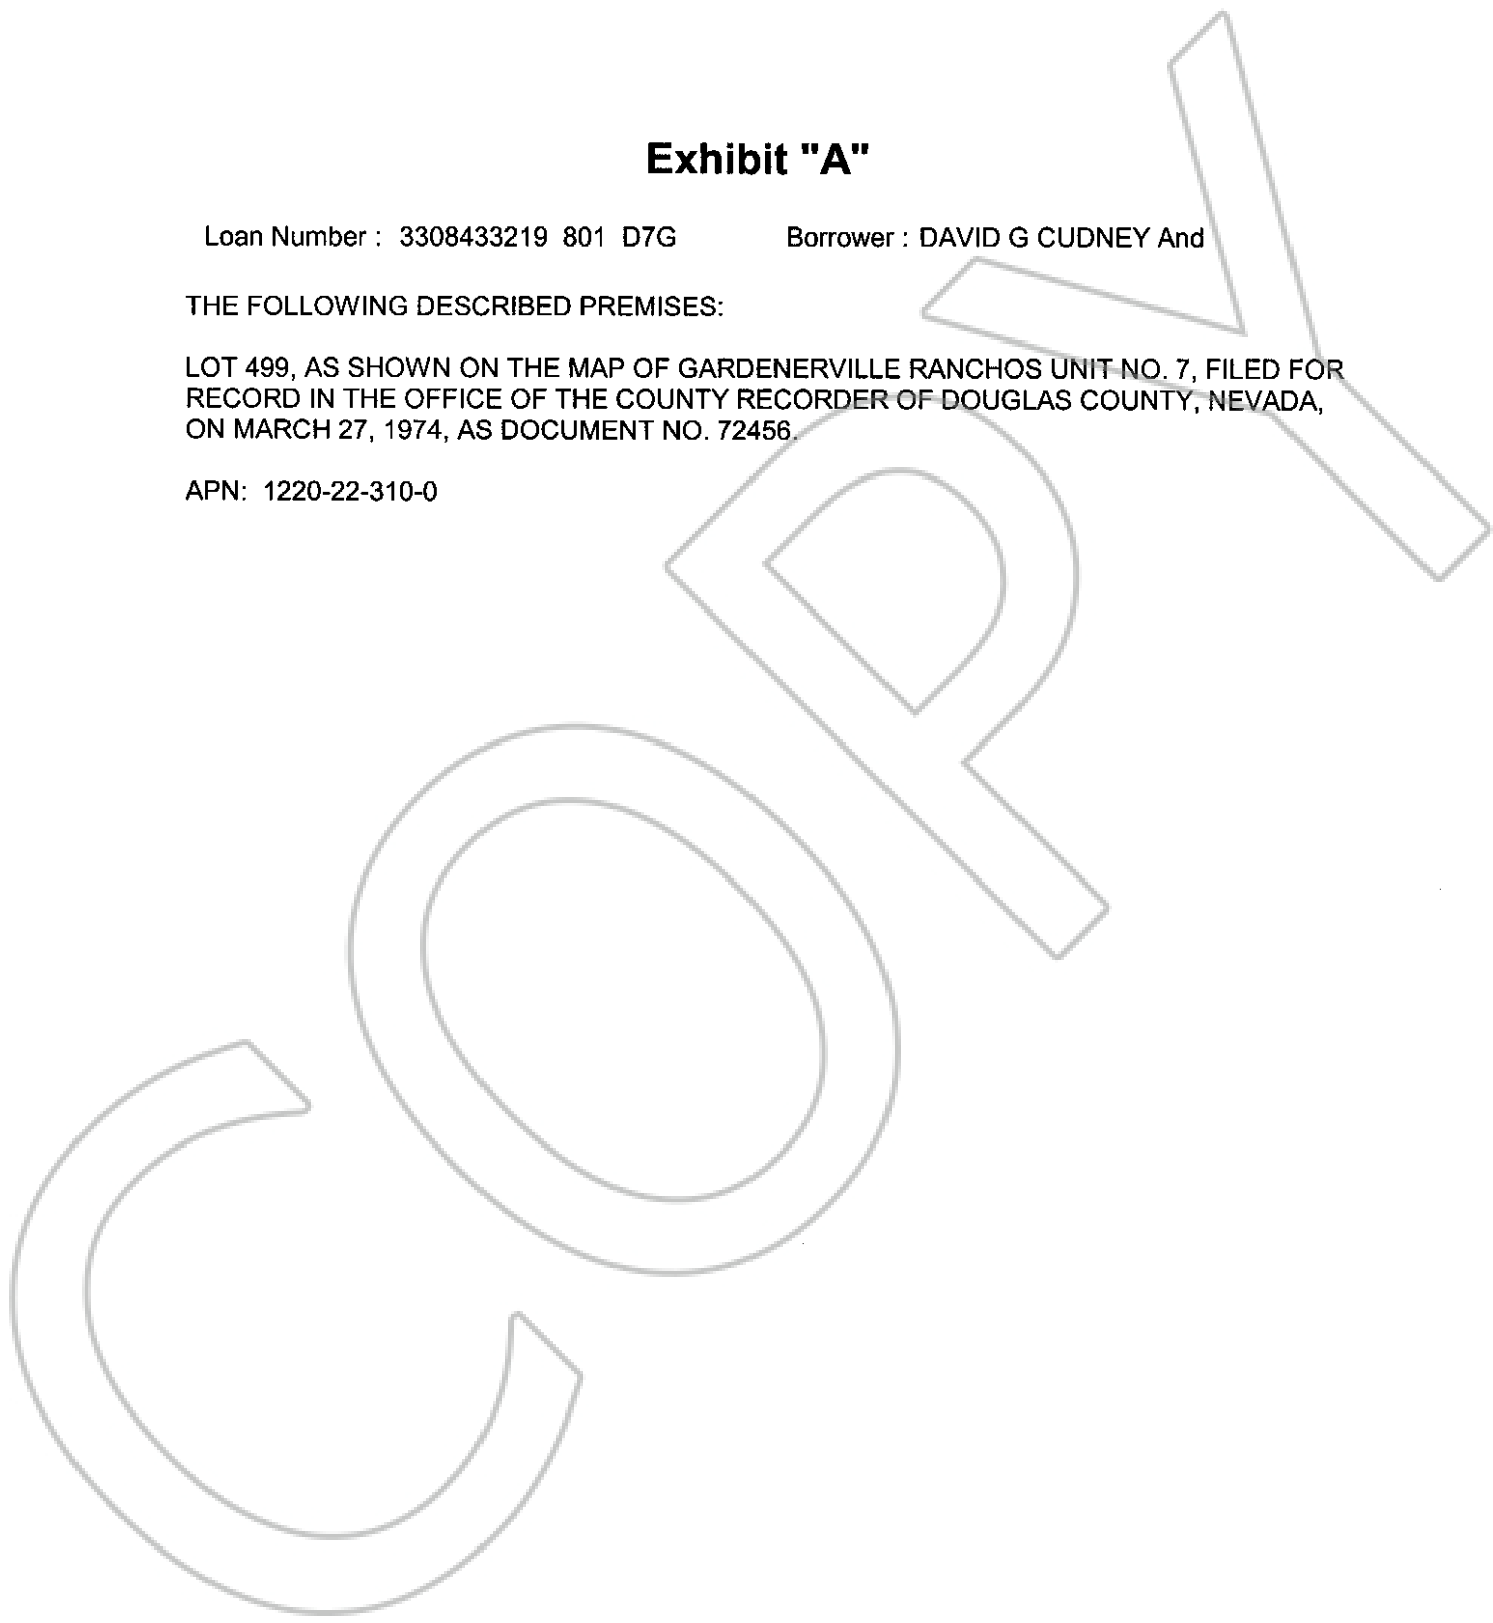 Exhibit "A"
Loan Number : 3308433219 801 D7G Borrower : DAVID G CUDNEY And
THE FOLLOWING DESCRIBED PREMISES:
LOT 499, AS SHOWN ON THE MAP OF GARDENERVILLE RANCHOS UNIT NO. 7, FILED FOR
RECORD IN THE OFFICE OF THE COUNTY RECORDER OF DOUGLAS COUNTY, NEVADA,
ON MARCH 27, 1974, AS DOCUMENT NO. 72456.
APN: 1220-22-310-0
COPY